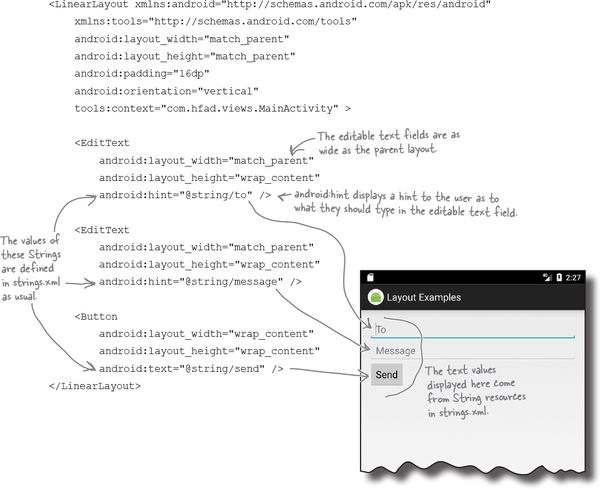 <LinearLayout xmlns:android="http://schemas.android.com/apk/res/android"
xmlns:tools="http://schemas.android.com/tools"
android:layout_width="match_parent"
android:layout_height="match_parent"
android:padding="16dp"
android:orientation="vertical"
tools:context="com.hfad.views.MainActivity" >
<EditText
android:layout_width="match_parent"
android:layout_height="wrap_content"
android:hint="@string/to" />
The editable text fields are as
wide as the parent layout.
android:hint displays a hint to the user as to
what they should type in the editable text field.
The values of
these Strings
are defined
in strings.xml
as usual.
<EditText
android:layout_width="match_parent"
android:layout_height="wrap_content"
android:hint="@string/message" />
<Button
android:layout_width="wrap_content"
android:layout_height="wrap_content"
android:text="@string/send" />
</LinearLayout>
2:27
Layout Examples
To
Message
Send
The text values
displayed here come
from String resources
in strings.xml.